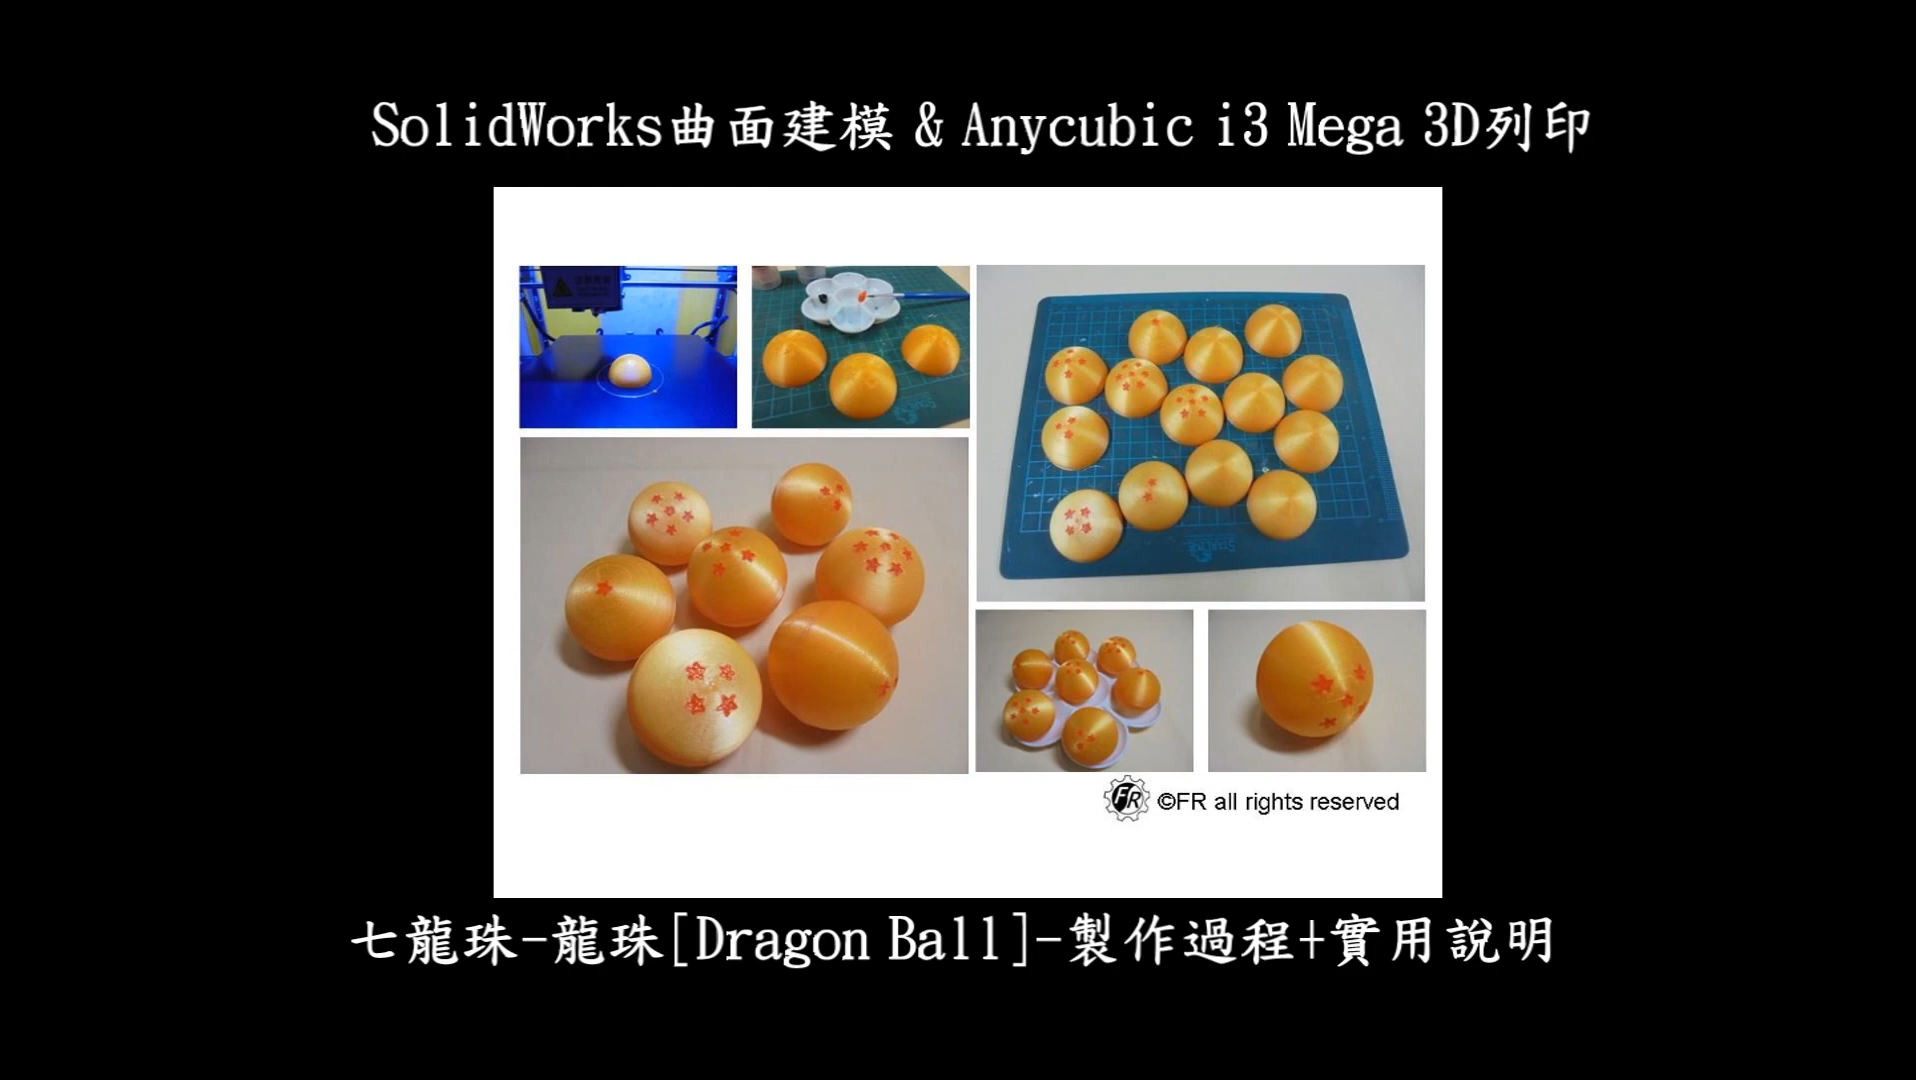 SolidWorks曲面建模 & Anycubic i3 Mega 3D列印
FR ©FR all rights reserved
七龍珠-龍珠[Dragon Ball]-製作過程+實用說明